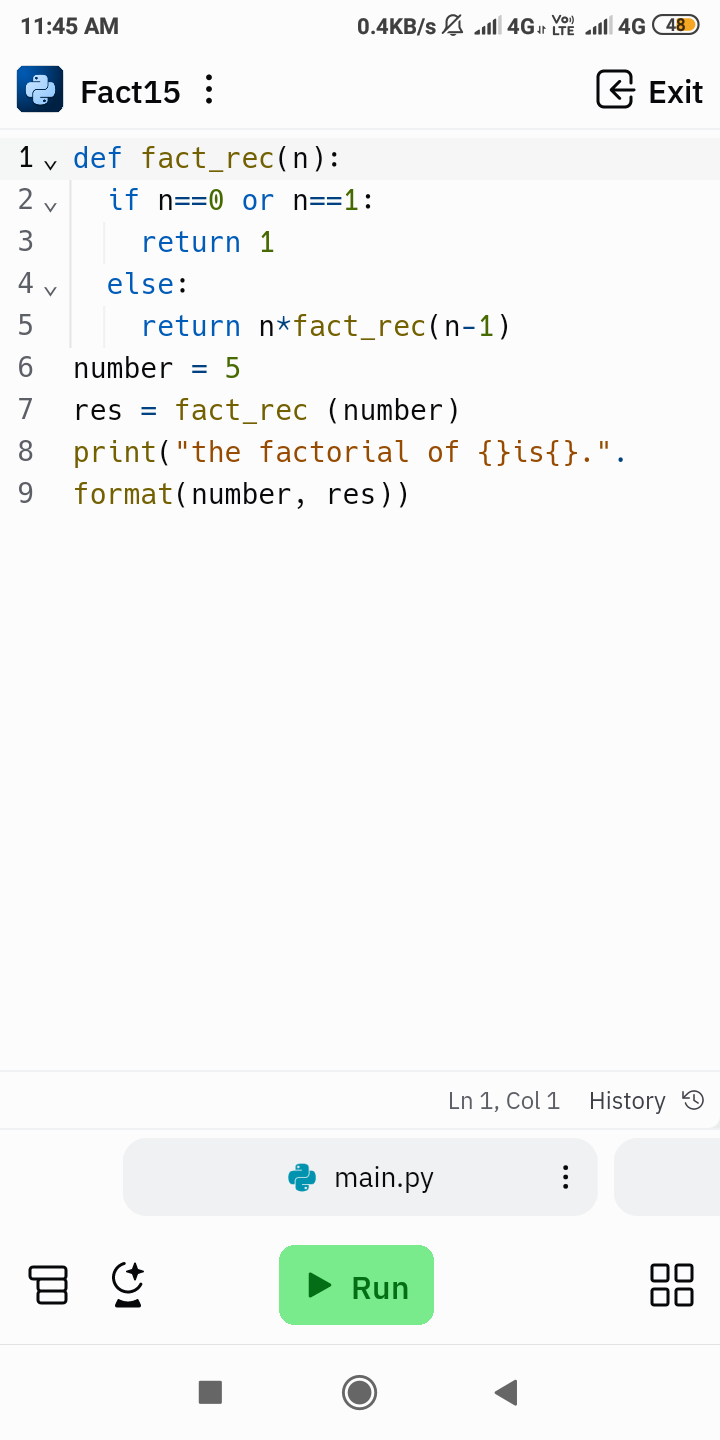 11:45 AM 0.4KB/s 4G Vo) LTE 4G 48
Fact15 Exit
1 def fact_rec(n):
2 if n==0 or n==1:
3 return 1
4 else:
5 return n*fact_rec(n-1)
6 number = 5
7 res = fact_rec (number)
8 print("the factorial of {}is{}.".
9 format(number, res))
Ln 1, Col 1 History
main.py
Run